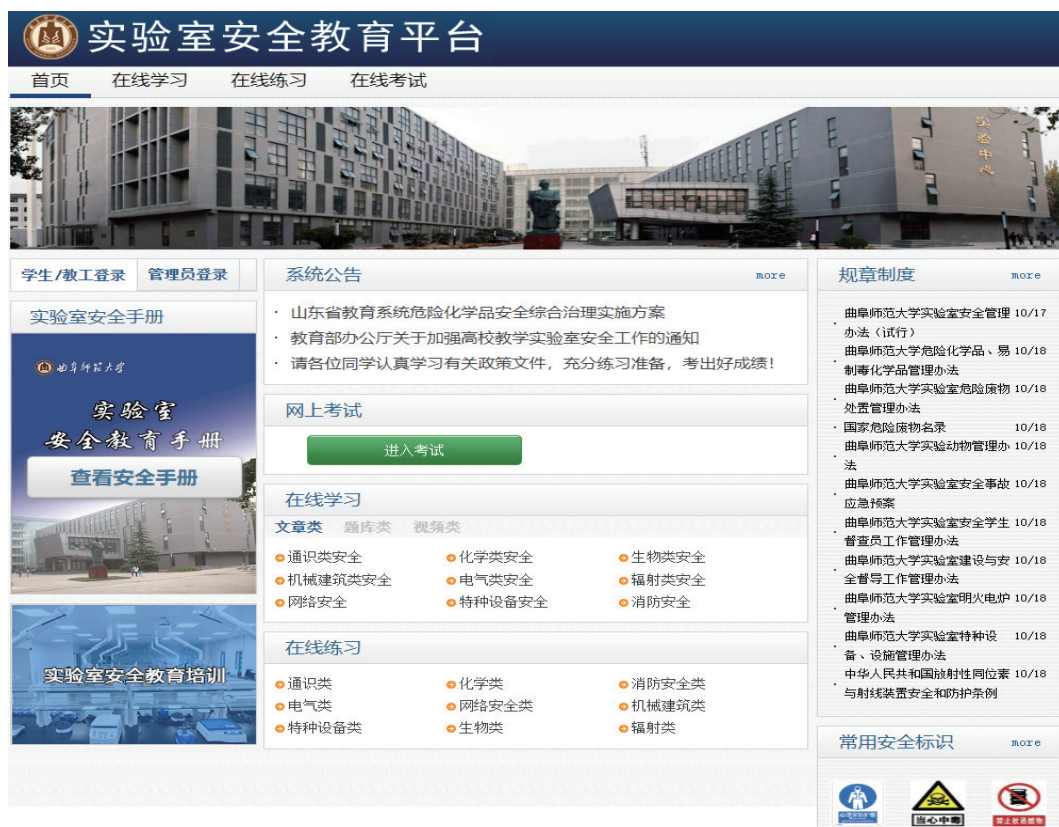 实验室安全教育平台
首页 在线学习 在线练习 在线考试
实验中心
学生/教工登录 管理员登录
实验室安全手册
曲阜师范大学
实验室
安全教育手册
查看安全手册
实验室安全教育培训
系统公告 more
· 山东省教育系统危险化学品安全综合治理实施方案
· 教育部办公厅关于加强高校教学实验室安全工作的通知
· 请各位同学认真学习有关政策文件，充分练习准备，考出好成绩！
网上考试
进入考试
在线学习
文章类 题库类 视频类
通识类安全 化学类安全 生物类安全
机械建筑类安全 电气类安全 辐射类安全
网络安全 特种设备安全 消防安全
在线练习
通识类 化学类 消防安全类
电气类 网络安全类 机械建筑类
特种设备类 生物类 辐射类
规章制度 more
曲阜师范大学实验室安全管理 10/17
办法（试行）
曲阜师范大学危险化学品、易 10/18
制毒化学品管理办法
曲阜师范大学实验室危险废物 10/18
处置管理办法
国家危险废物名录 10/18
曲阜师范大学实验动物管理办 10/18
法
曲阜师范大学实验室安全事故 10/18
应急预案
曲阜师范大学实验室安全学生 10/18
督查员工作管理办法
曲阜师范大学实验室建设与安 10/18
全督导工作管理办法
曲阜师范大学实验室明火电炉 10/18
管理办法
曲阜师范大学实验室特种设 10/18
备、设施管理办法
中华人民共和国放射性同位素 10/18
与射线装置安全和防护条例
常用安全标识 more
当心中毒